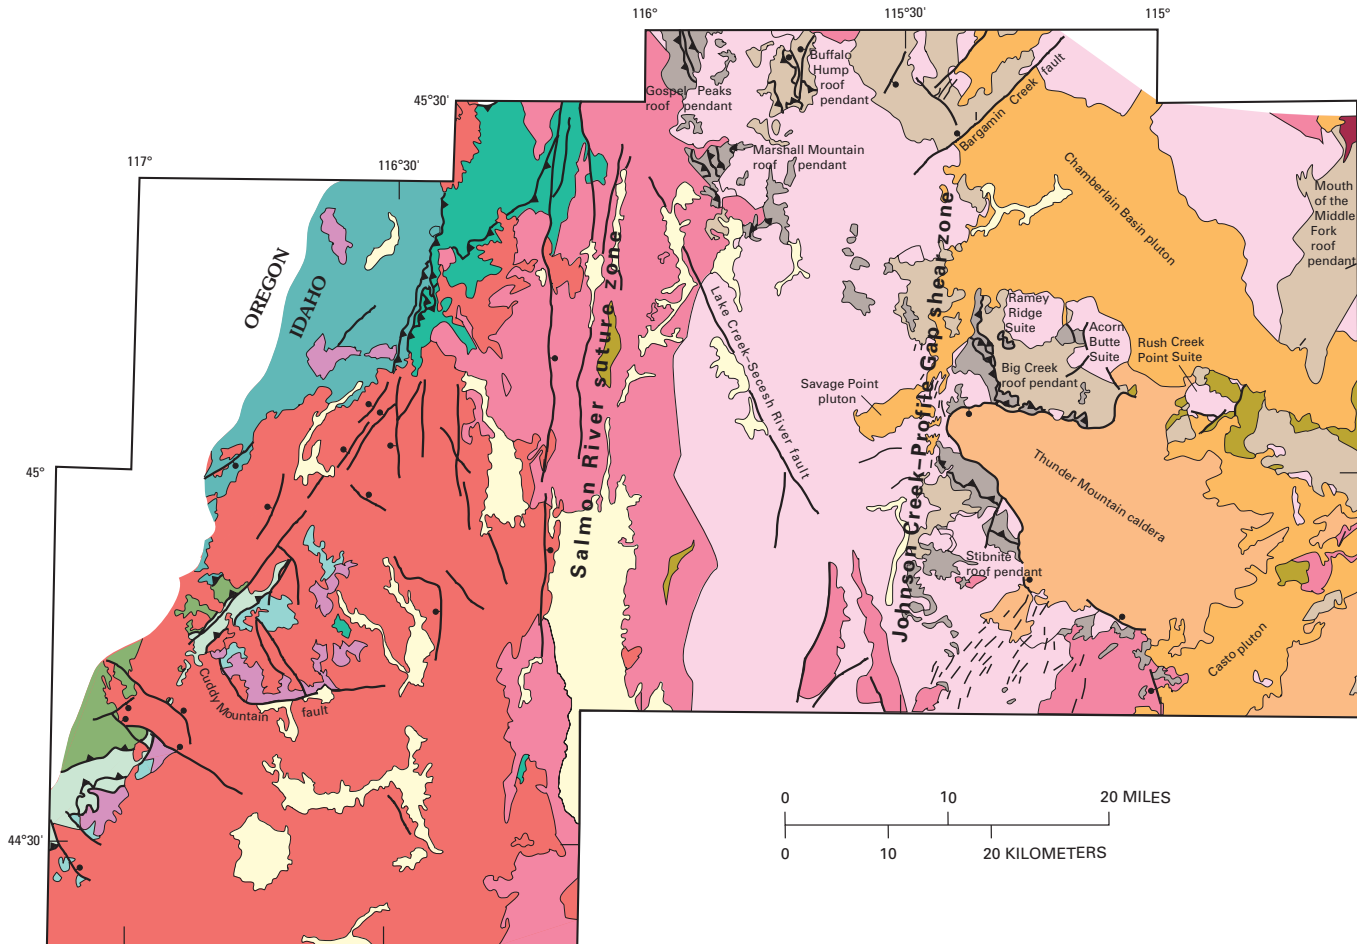 116°
115°30'
115°
45°30'
117°
116°30'
45°
44°30'
OREGON
IDAHO
Gospel Peaks
roof pendant
Buffalo
Hump
roof
pendant
Bargamin Creek fault
Marshall Mountain
roof pendant
Chamberlain Basin pluton
Mouth
of the
Middle
Fork
roof
pendant
Salmon River suture zone
Lake Creek–Secesh River fault
Johnson Creek–Profile Gap shear zone
Ramey
Ridge
Suite
Acorn
Butte
Suite
Rush Creek
Point Suite
Big Creek
roof pendant
Savage Point
pluton
Thunder Mountain caldera
Stibnite
roof pendant
Casto pluton
Cuddy Mountain fault
0 10 20 MILES
0 10 20 KILOMETERS